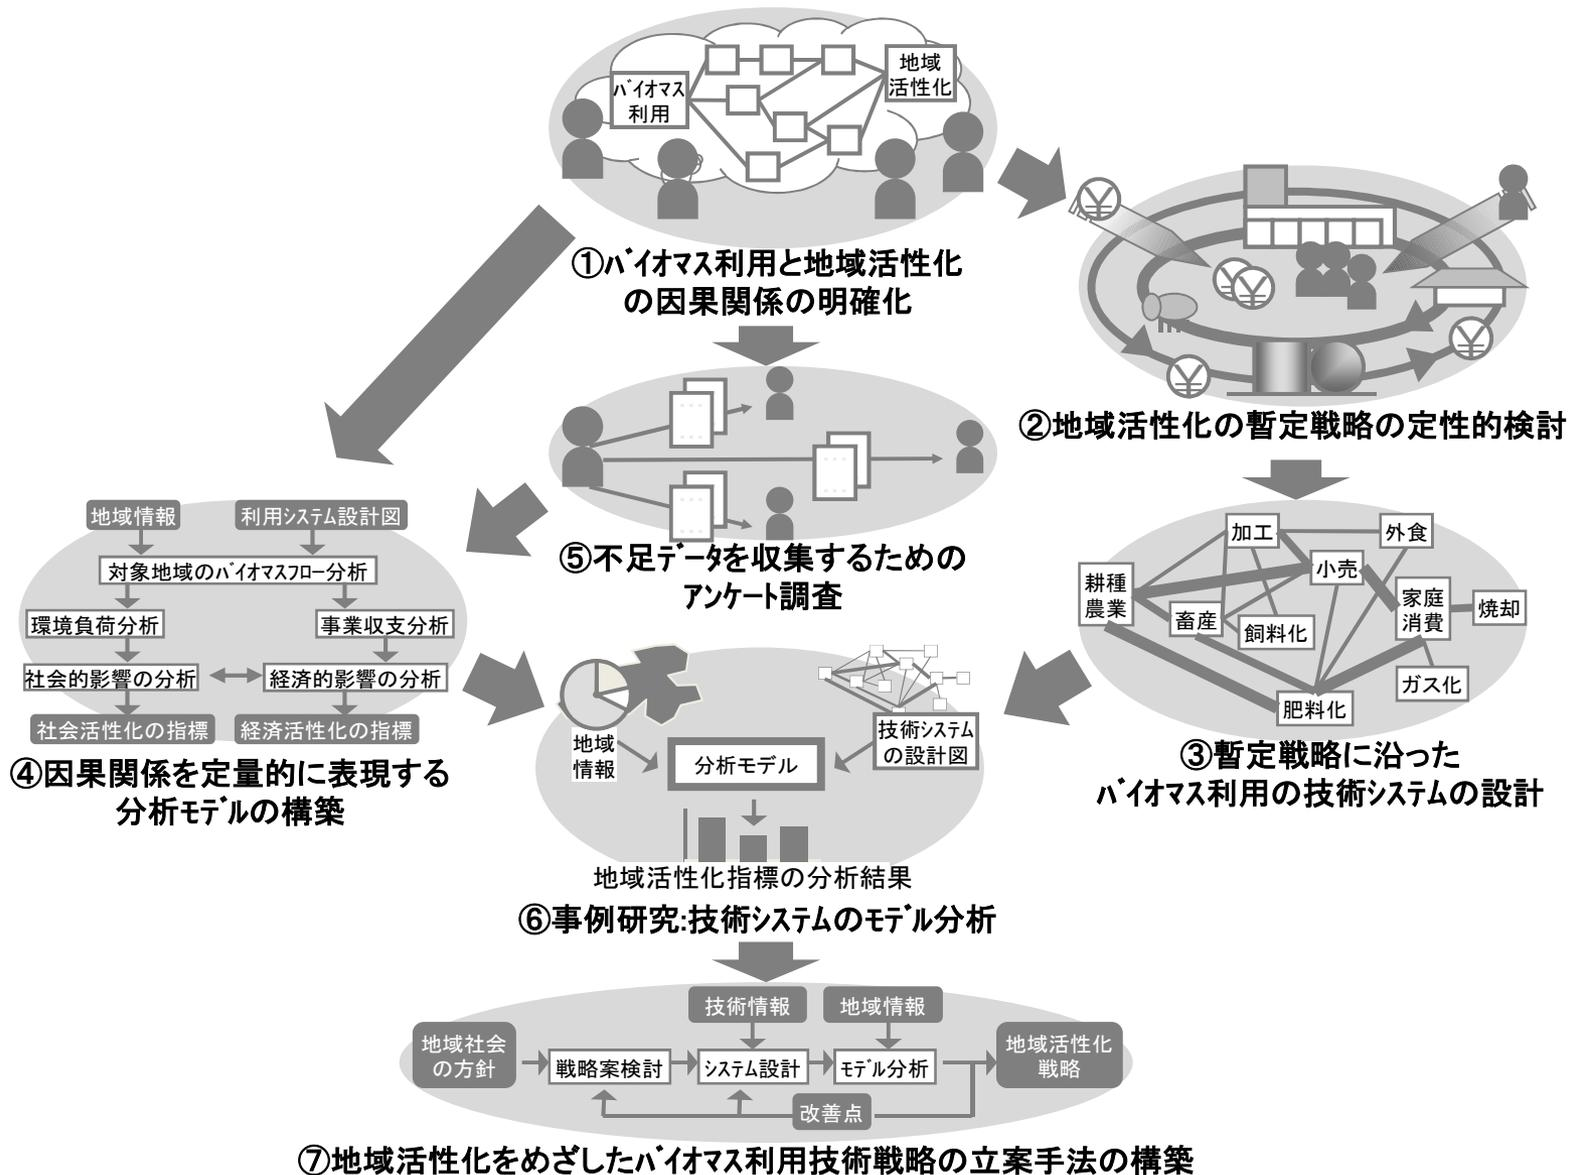 バイオマス
利用
地域
活性化
①バイオマス利用と地域活性化
の因果関係の明確化
¥
¥
¥
¥
¥
②地域活性化の暫定戦略の定性的検討
加工
外食
小売
耕種
農業
畜産
飼料化
家庭
消費
焼却
ガス化
肥料化
③暫定戦略に沿った
バイオマス利用の技術システムの設計
地域情報
利用システム設計図
対象地域のバイオマスフロー分析
環境負荷分析
事業収支分析
社会的影響の分析
経済的影響の分析
社会活性化の指標
経済活性化の指標
④因果関係を定量的に表現する
分析モデルの構築
⑤不足データを収集するための
アンケート調査
地域
情報
技術システム
の設計図
分析モデル
地域活性化指標の分析結果
⑥事例研究:技術システムのモデル分析
技術情報
地域情報
地域社会
の方針
戦略案検討
システム設計
モデル分析
地域活性化
戦略
改善点
⑦地域活性化をめざしたバイオマス利用技術戦略の立案手法の構築